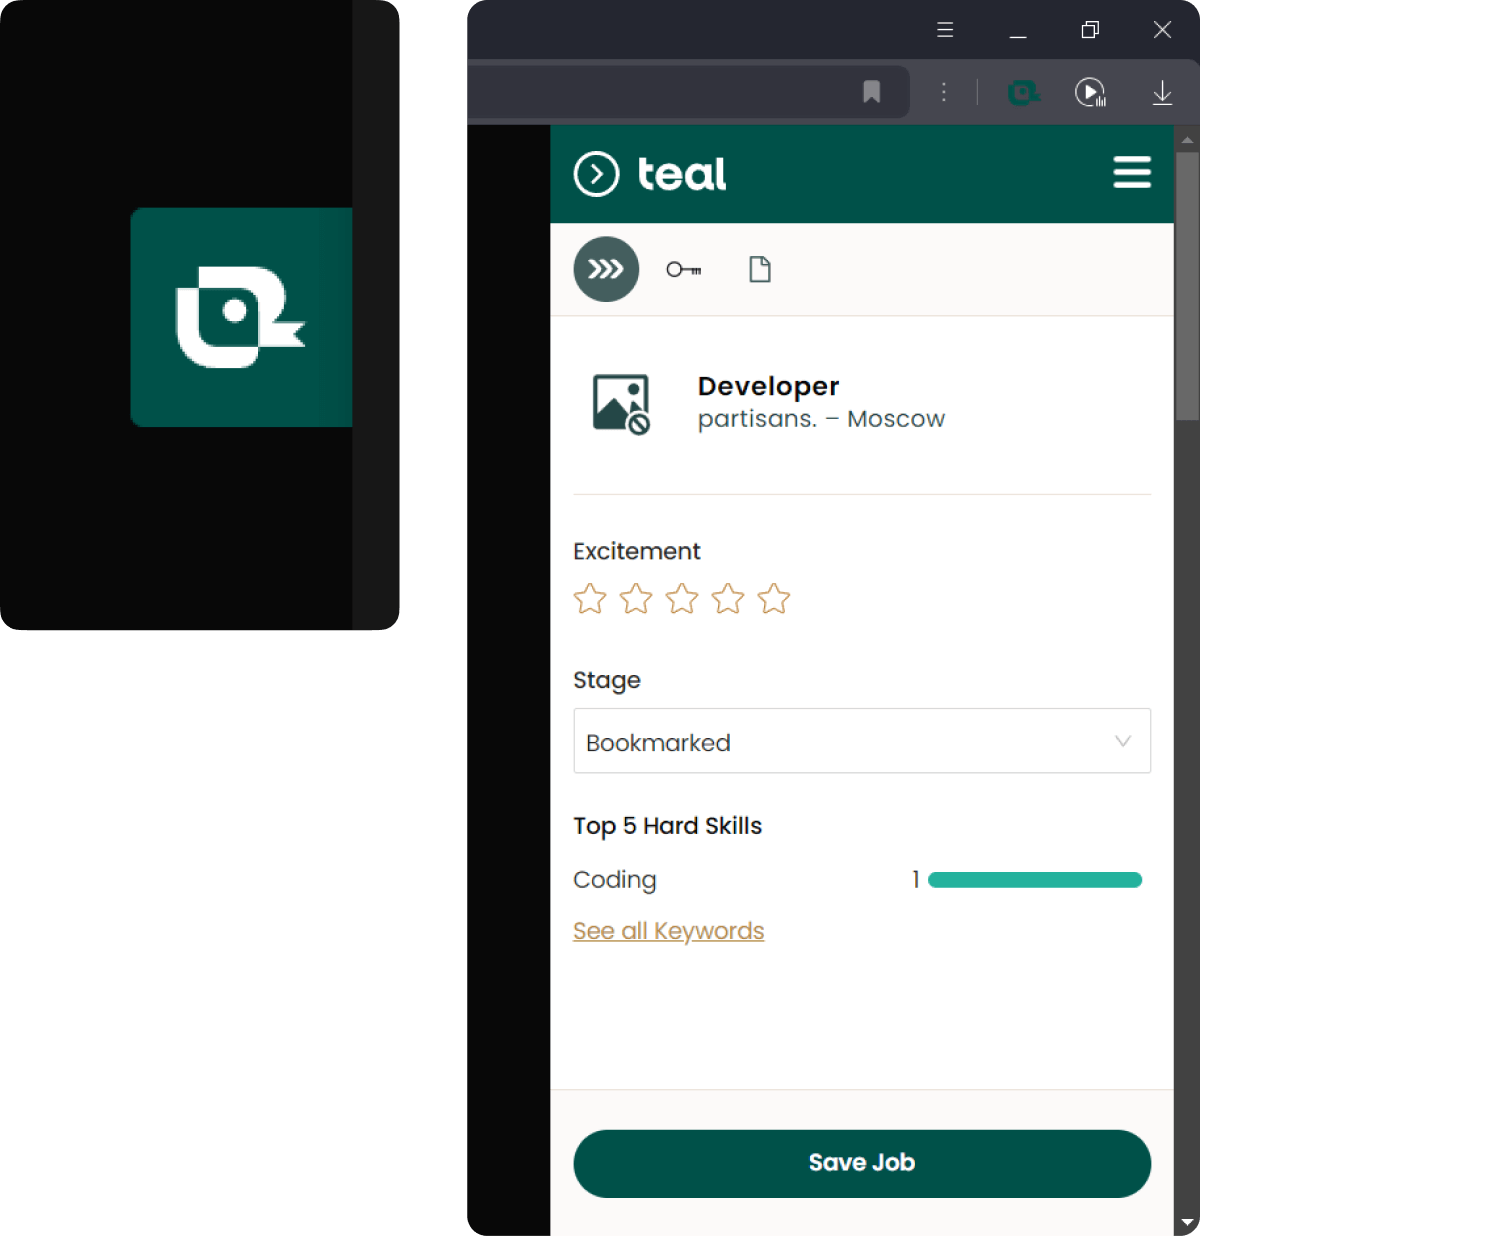 teal
Developer
partisans. – Moscow
Excitement
Stage
Bookmarked
Top 5 Hard Skills
Coding 1
See all Keywords
Save Job